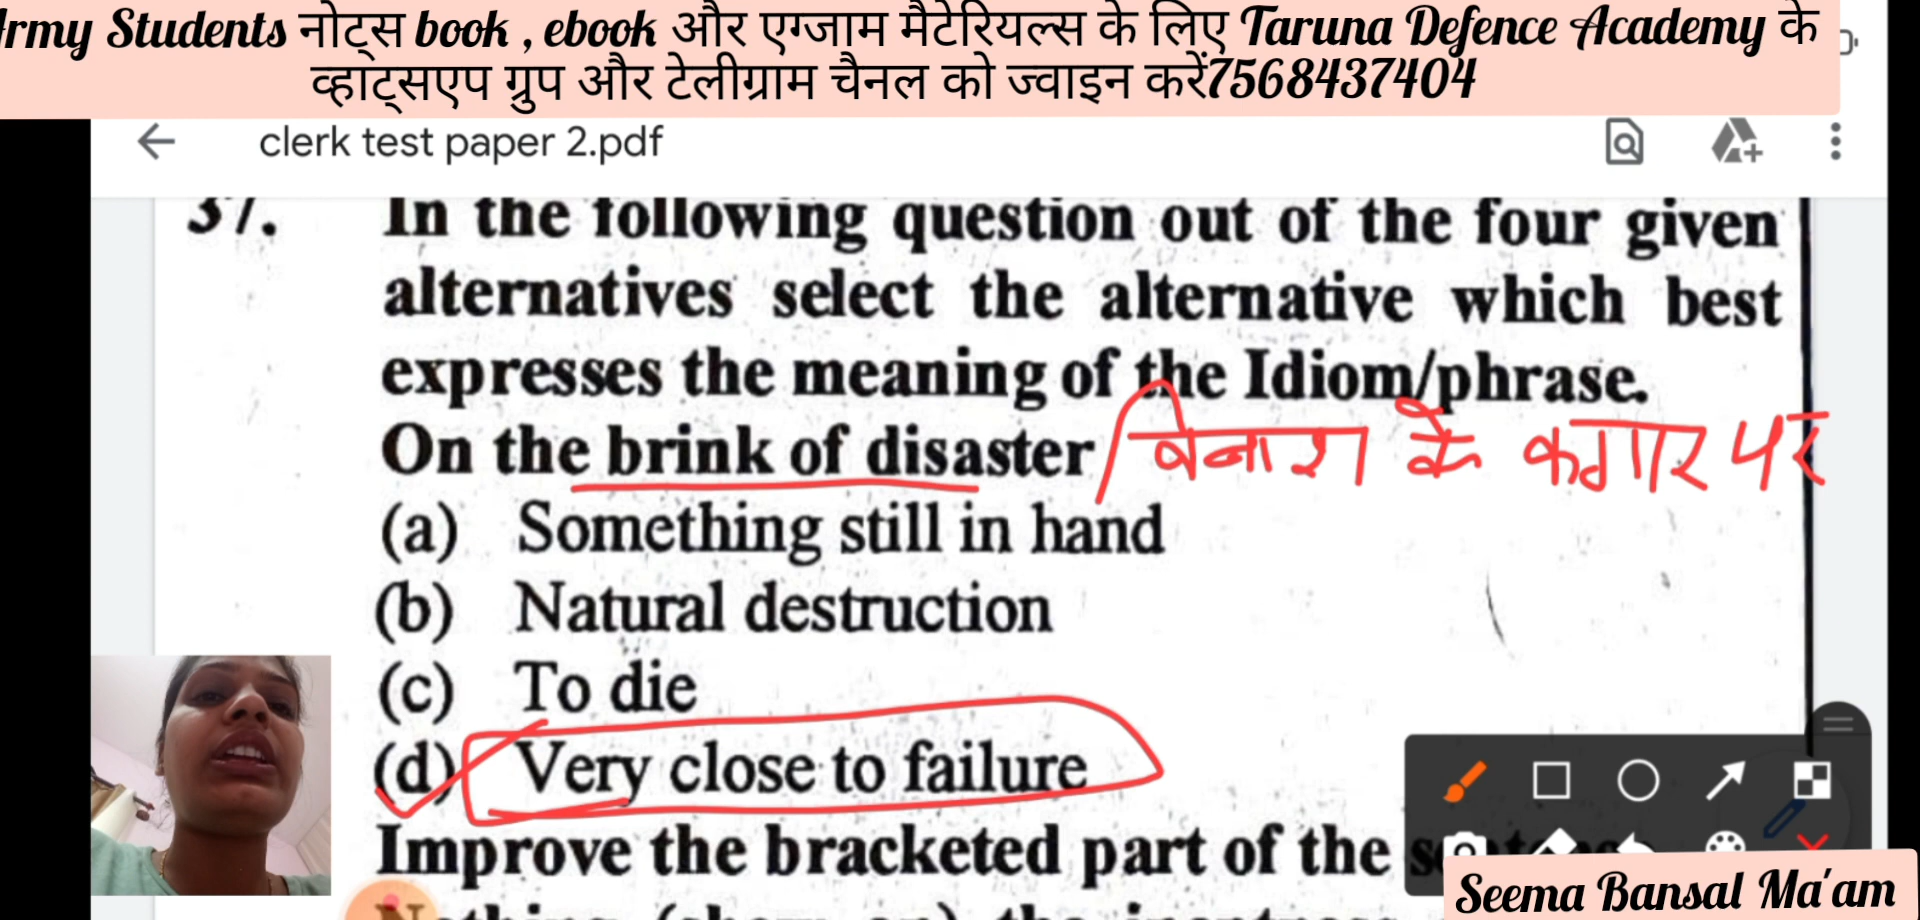 Army Students नोट्स book , ebook और एग्जाम मैटेरियल्स के लिए Taruna Defence Academy के
व्हाट्सएप ग्रुप और टेलीग्राम चैनल को ज्वाइन करें7568437404
clerk test paper 2.pdf
37. In the following question out of the four given
alternatives select the alternative which best
expresses the meaning of the Idiom/phrase.
On the brink of disaster विनाश के कगार पर
(a) Something still in hand
(b) Natural destruction
(c) To die
(d) Very close to failure
Improve the bracketed part of the
Seema Bansal Ma'am